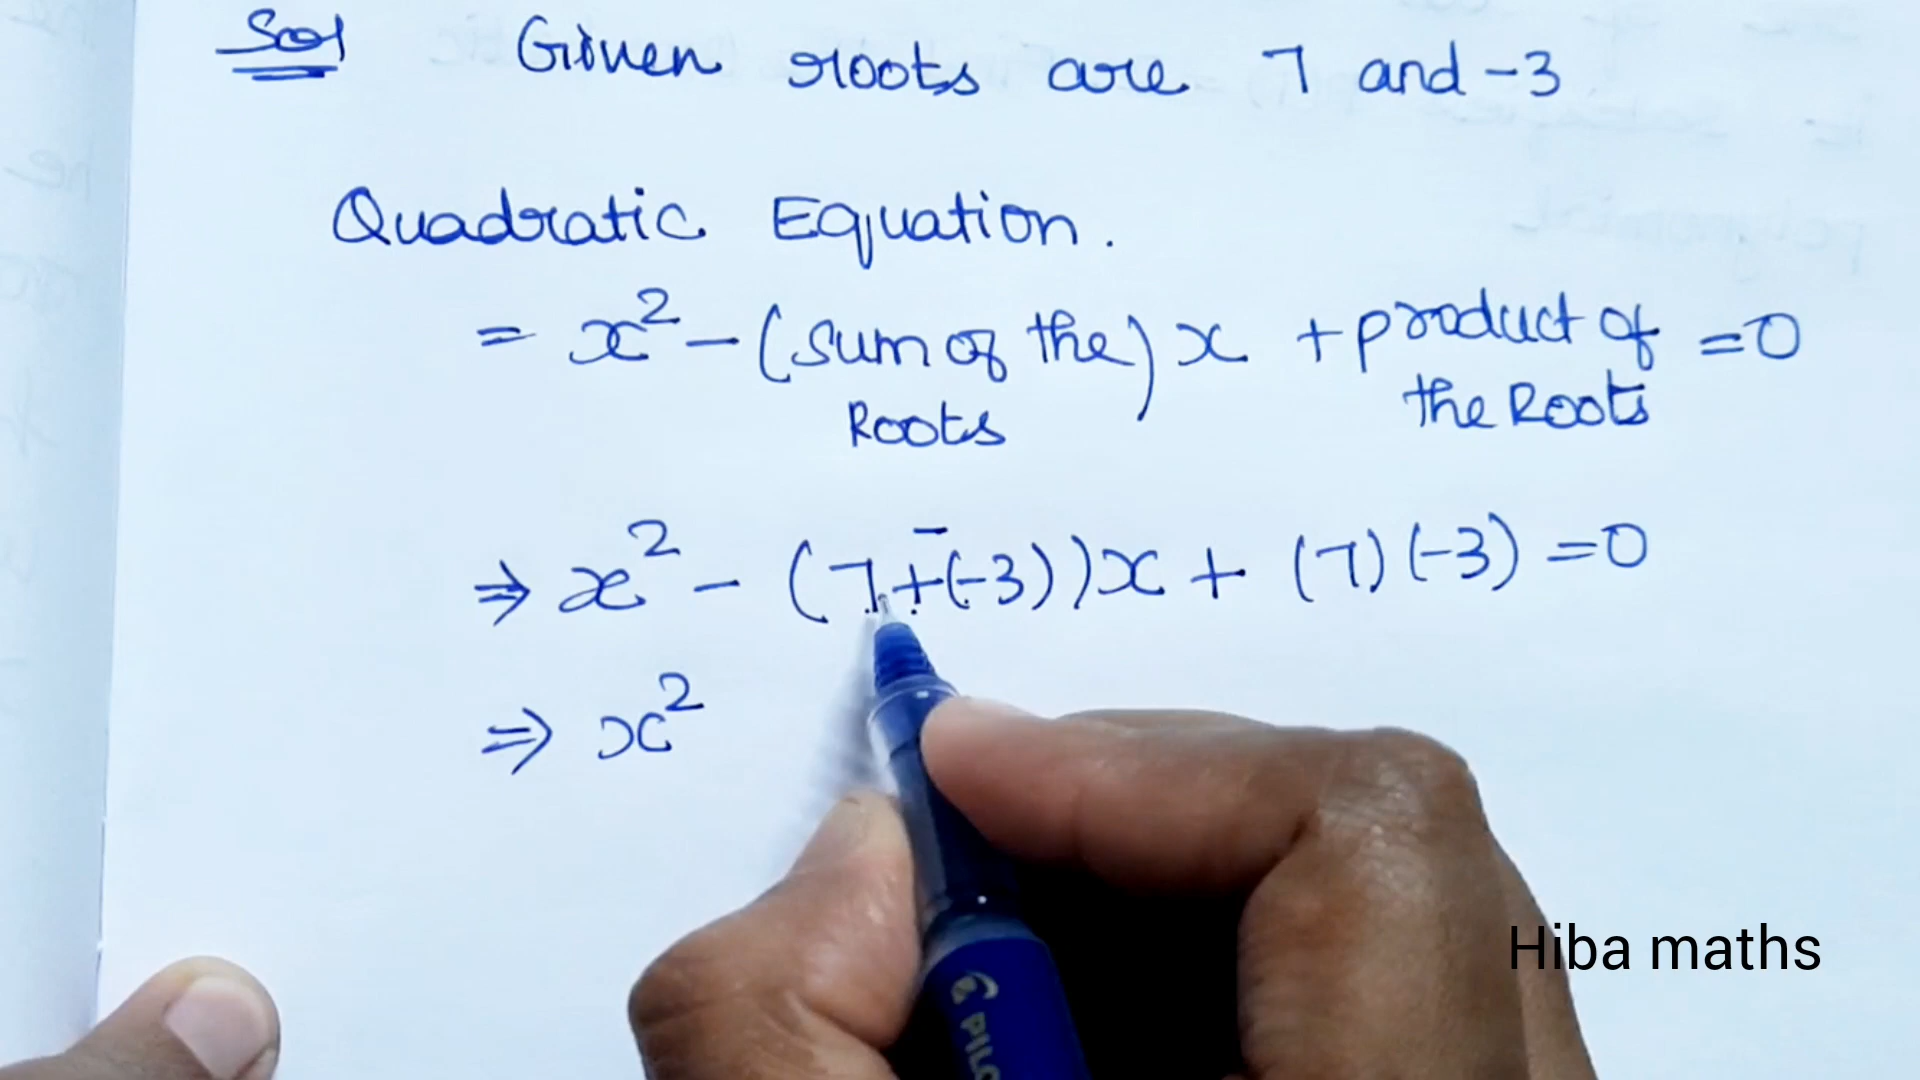 Sol Given roots are 7 and -3
Quadratic Equation.
= x² - (sum of the) x + product of = 0
Roots the Roots
⇒ x² - (7 + (-3))x + (7)(-3) = 0
⇒ x²
Hiba maths
PILO